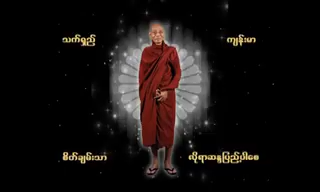 သက်ရှည်
ကျန်းမာ
စိတ်ချမ်းသာ
လိုရာဆန္ဒပြည့်ပါစေ